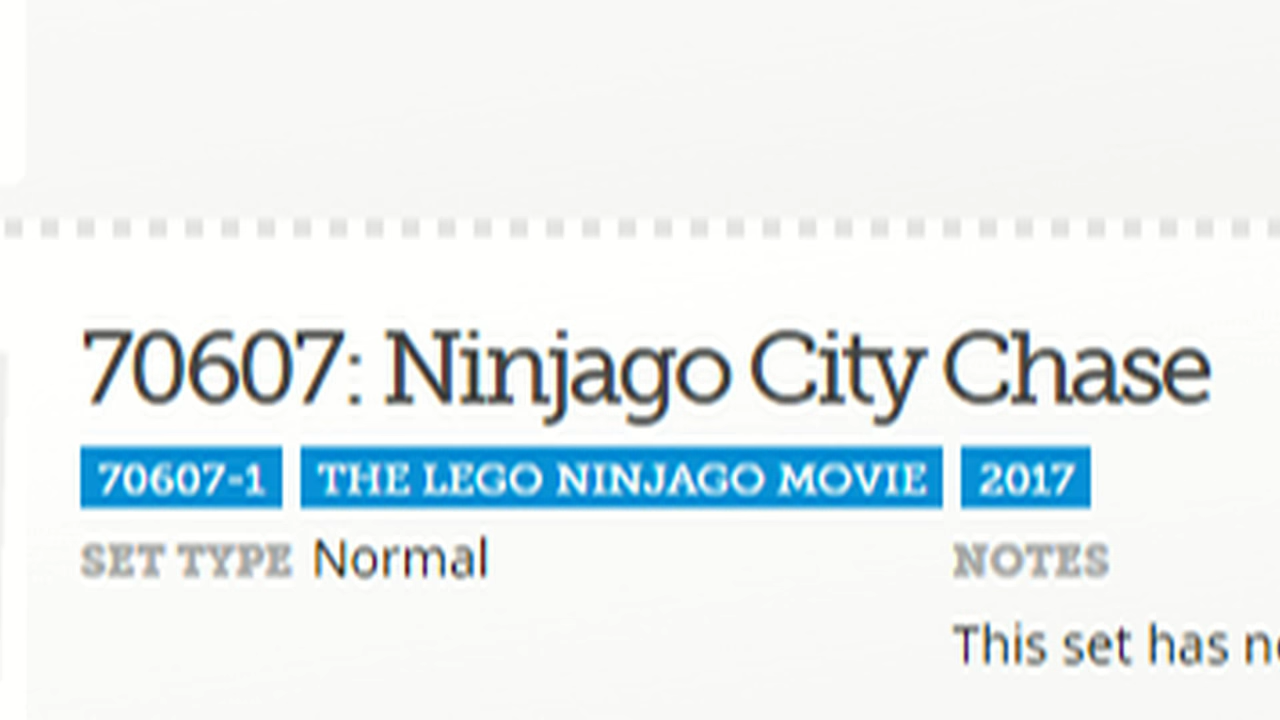 70607: Ninjago City Chase
70607-1 THE LEGO NINJAGO MOVIE 2017
SET TYPE Normal NOTES
This set has